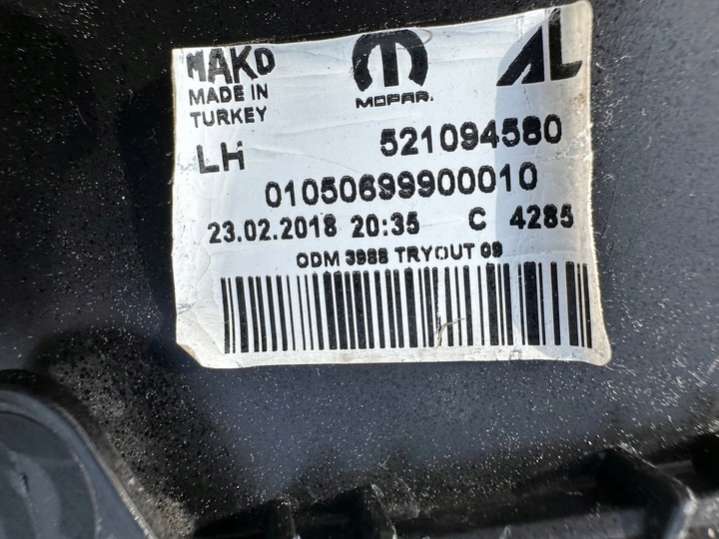 MAKO
MADE IN
TURKEY
MOPAR.
AL
LH
521094580
01050699900010
23.02.2018 20:35 C 4285
ODM 3988 TRYOUT 09